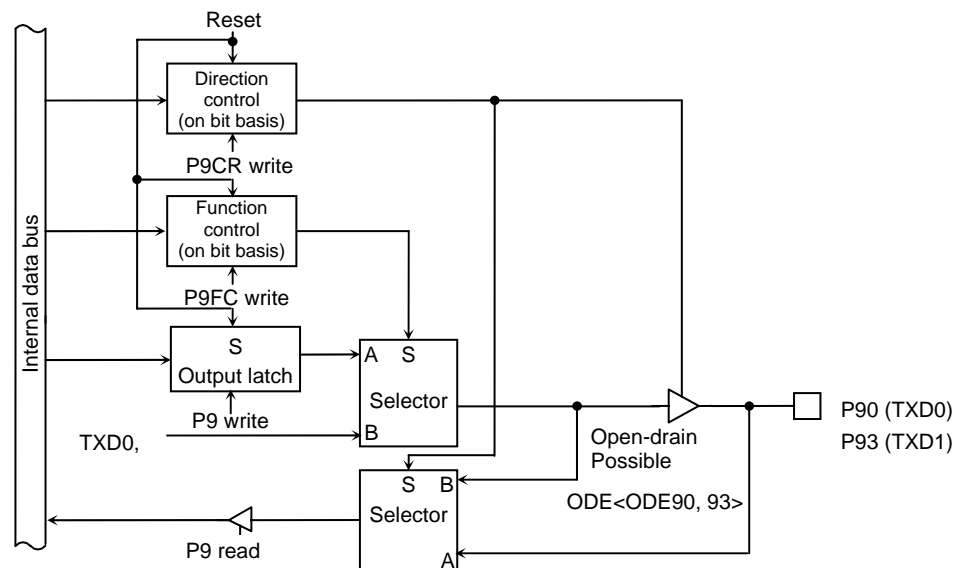 Reset
Direction
control
(on bit basis)
P9CR write
Function
control
(on bit basis)
P9FC write
Internal data bus
S
Output latch
A S
Selector
B
P9 write
TXD0,
Open-drain
Possible
P90 (TXD0)
P93 (TXD1)
S B
Selector
A
ODE<ODE90, 93>
P9 read